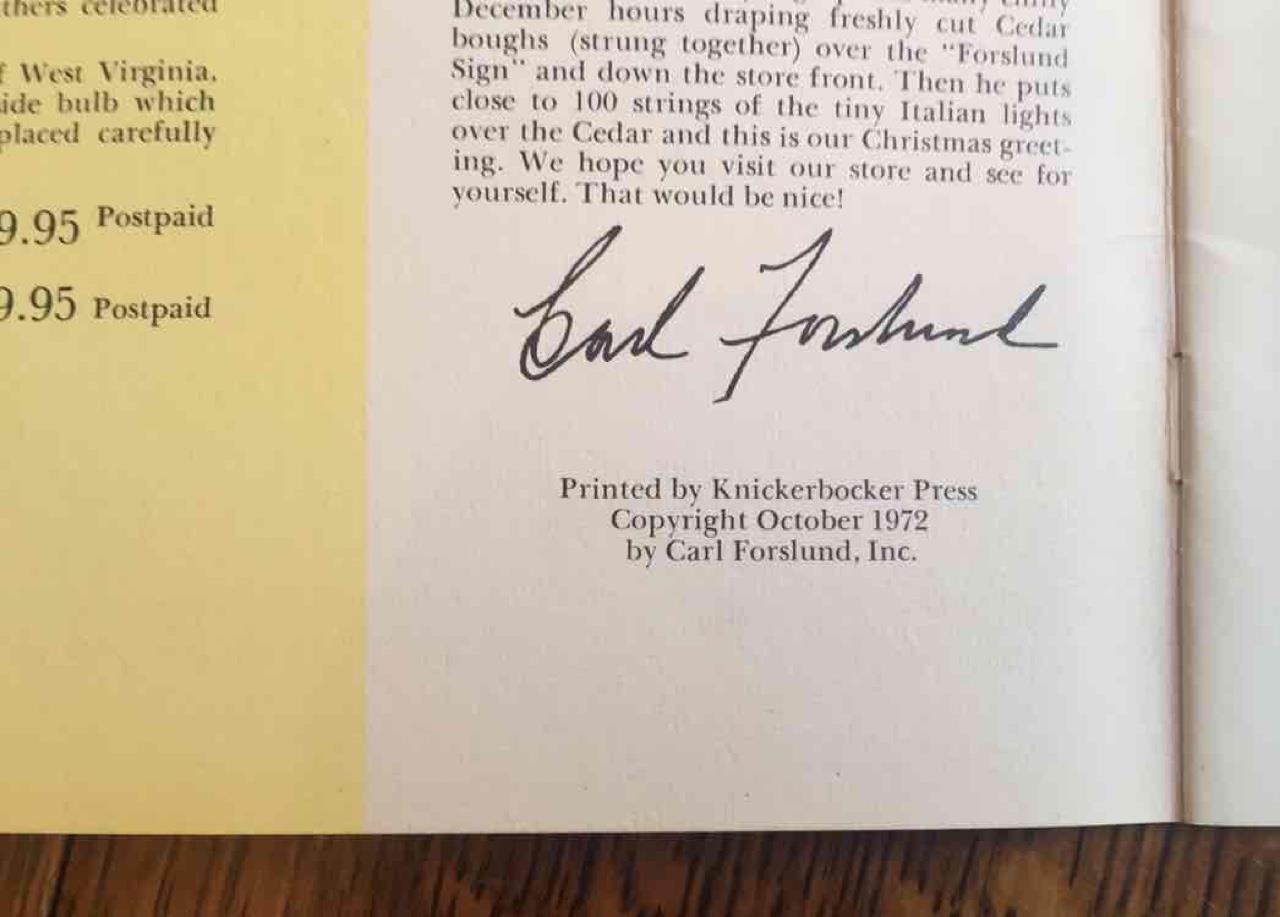 thers celebrated
f West Virginia.
ide bulb which
placed carefully
9.95 Postpaid
9.95 Postpaid
December hours draping freshly cut Cedar
boughs (strung together) over the "Forslund
Sign" and down the store front. Then he puts
close to 100 strings of the tiny Italian lights
over the Cedar and this is our Christmas greet-
ing. We hope you visit our store and see for
yourself. That would be nice!
Carl Forslund
Printed by Knickerbocker Press
Copyright October 1972
by Carl Forslund, Inc.